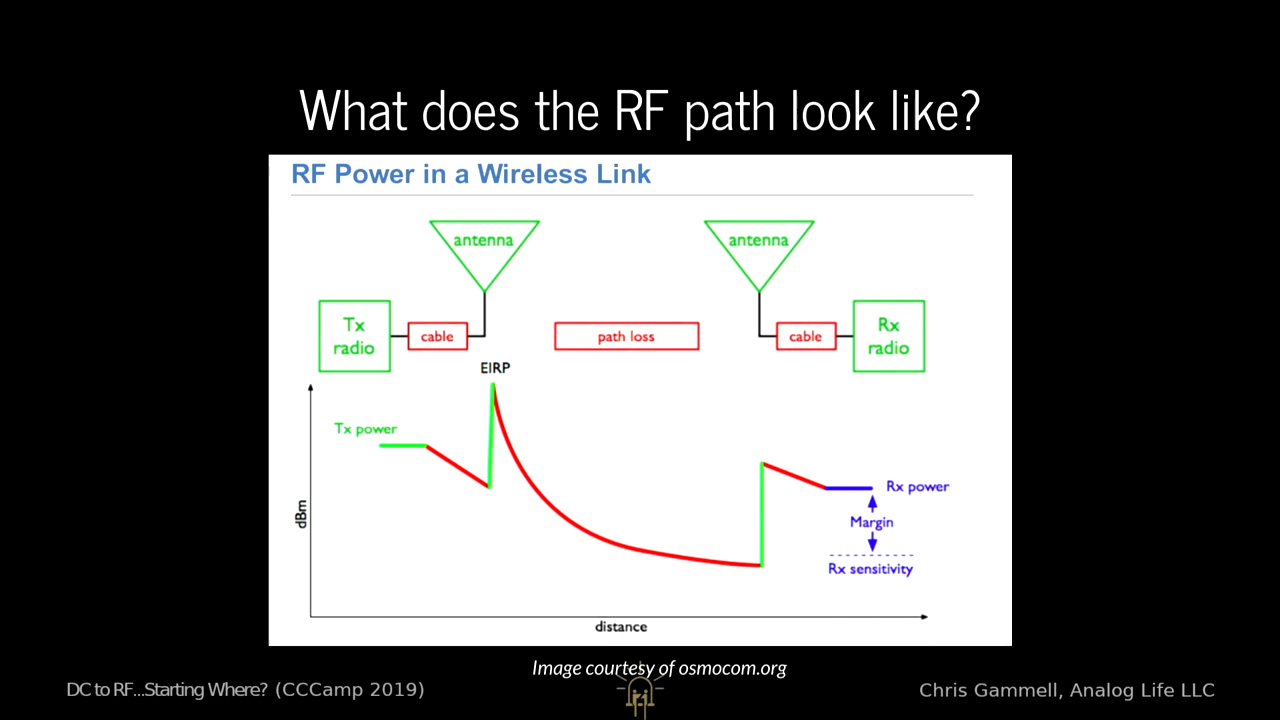 What does the RF path look like?
RF Power in a Wireless Link
antenna
antenna
Tx
radio
cable
path loss
cable
Rx
radio
EIRP
Tx power
Rx power
Margin
Rx sensitivity
dBm
distance
Image courtesy of osmocom.org
DC to RF...Starting Where? (CCCamp 2019)
Chris Gammell, Analog Life LLC